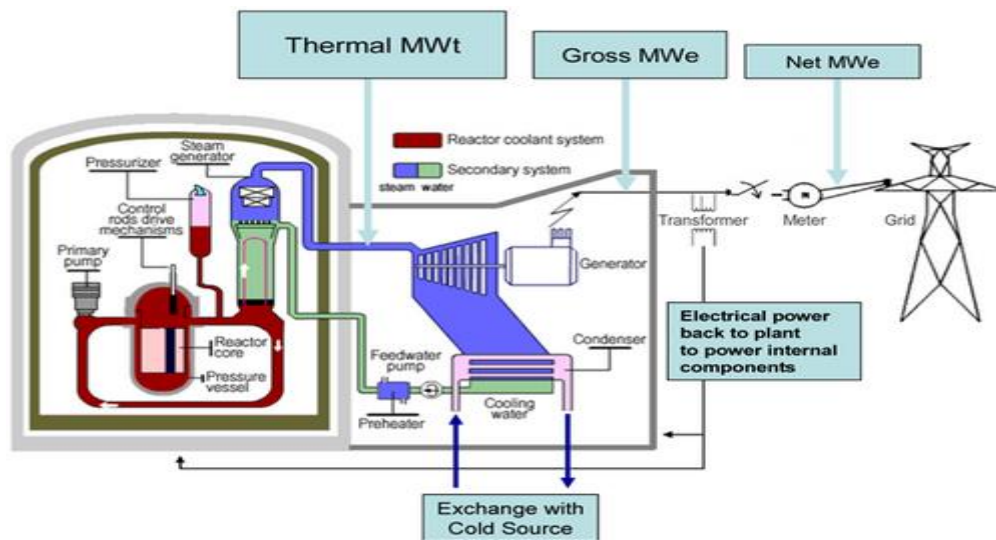 Thermal MWt
Gross MWe
Net MWe
Steam
generator
Pressurizer
Control
rods drive
mechanisms
Primary
pump
Reactor coolant system
Secondary system
steam water
Reactor
core
Pressure
vessel
Generator
Transformer
Meter
Grid
Electrical power
back to plant
to power internal
components
Condenser
Feedwater
pump
Preheater
Cooling
water
Exchange with
Cold Source